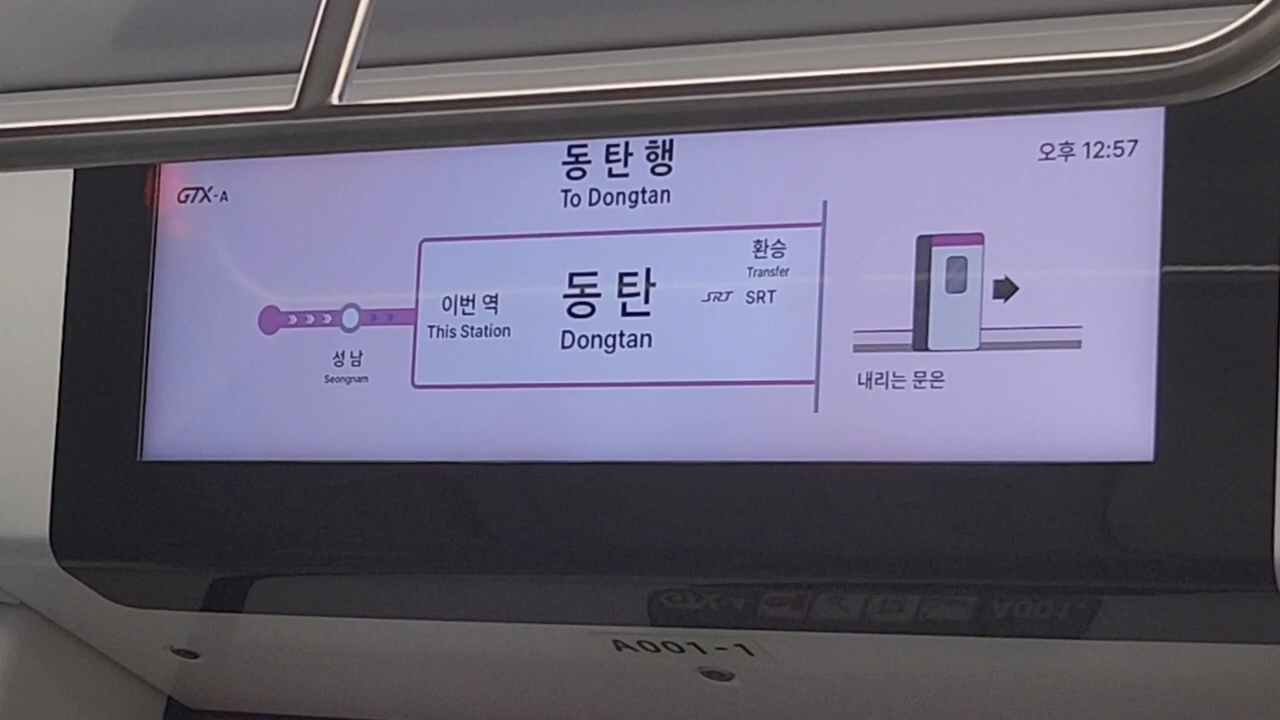 동탄행
To Dongtan
오후 12:57
GTX-A
이번 역
This Station
동탄
Dongtan
환승
Transfer
SRT SRT
성남
Seongnam
내리는 문은
A001-1